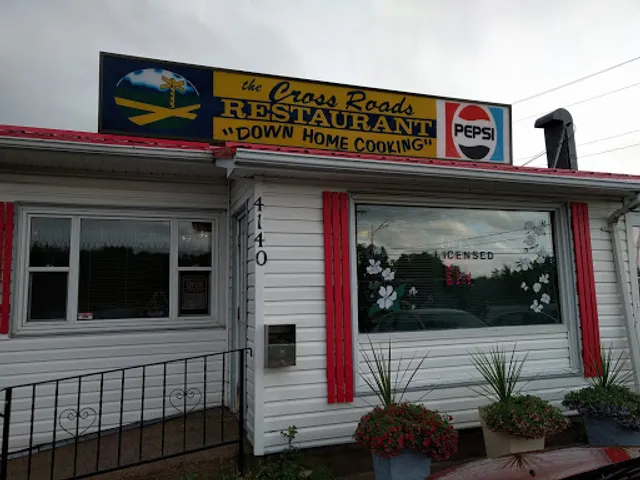 the Cross Roads
RESTAURANT
"DOWN HOME COOKING"
PEPSI
4140
LICENSED